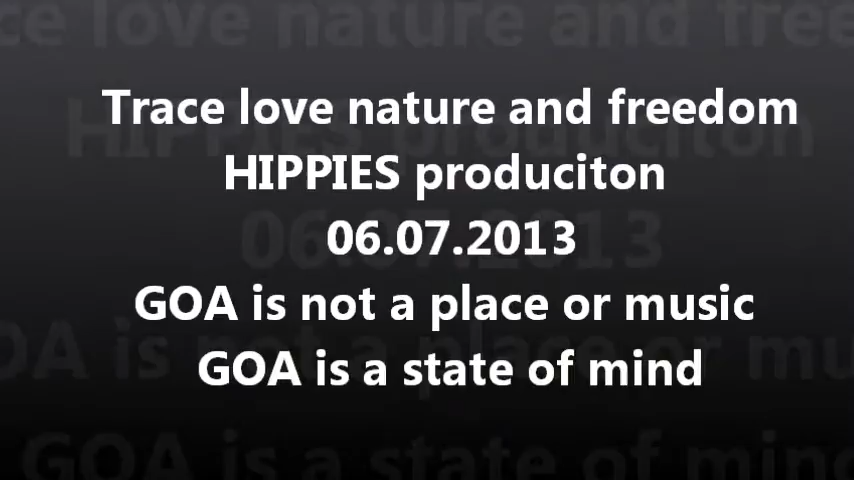 Trace love nature and freedom
HIPPIES produciton
06.07.2013
GOA is not a place or music
GOA is a state of mind